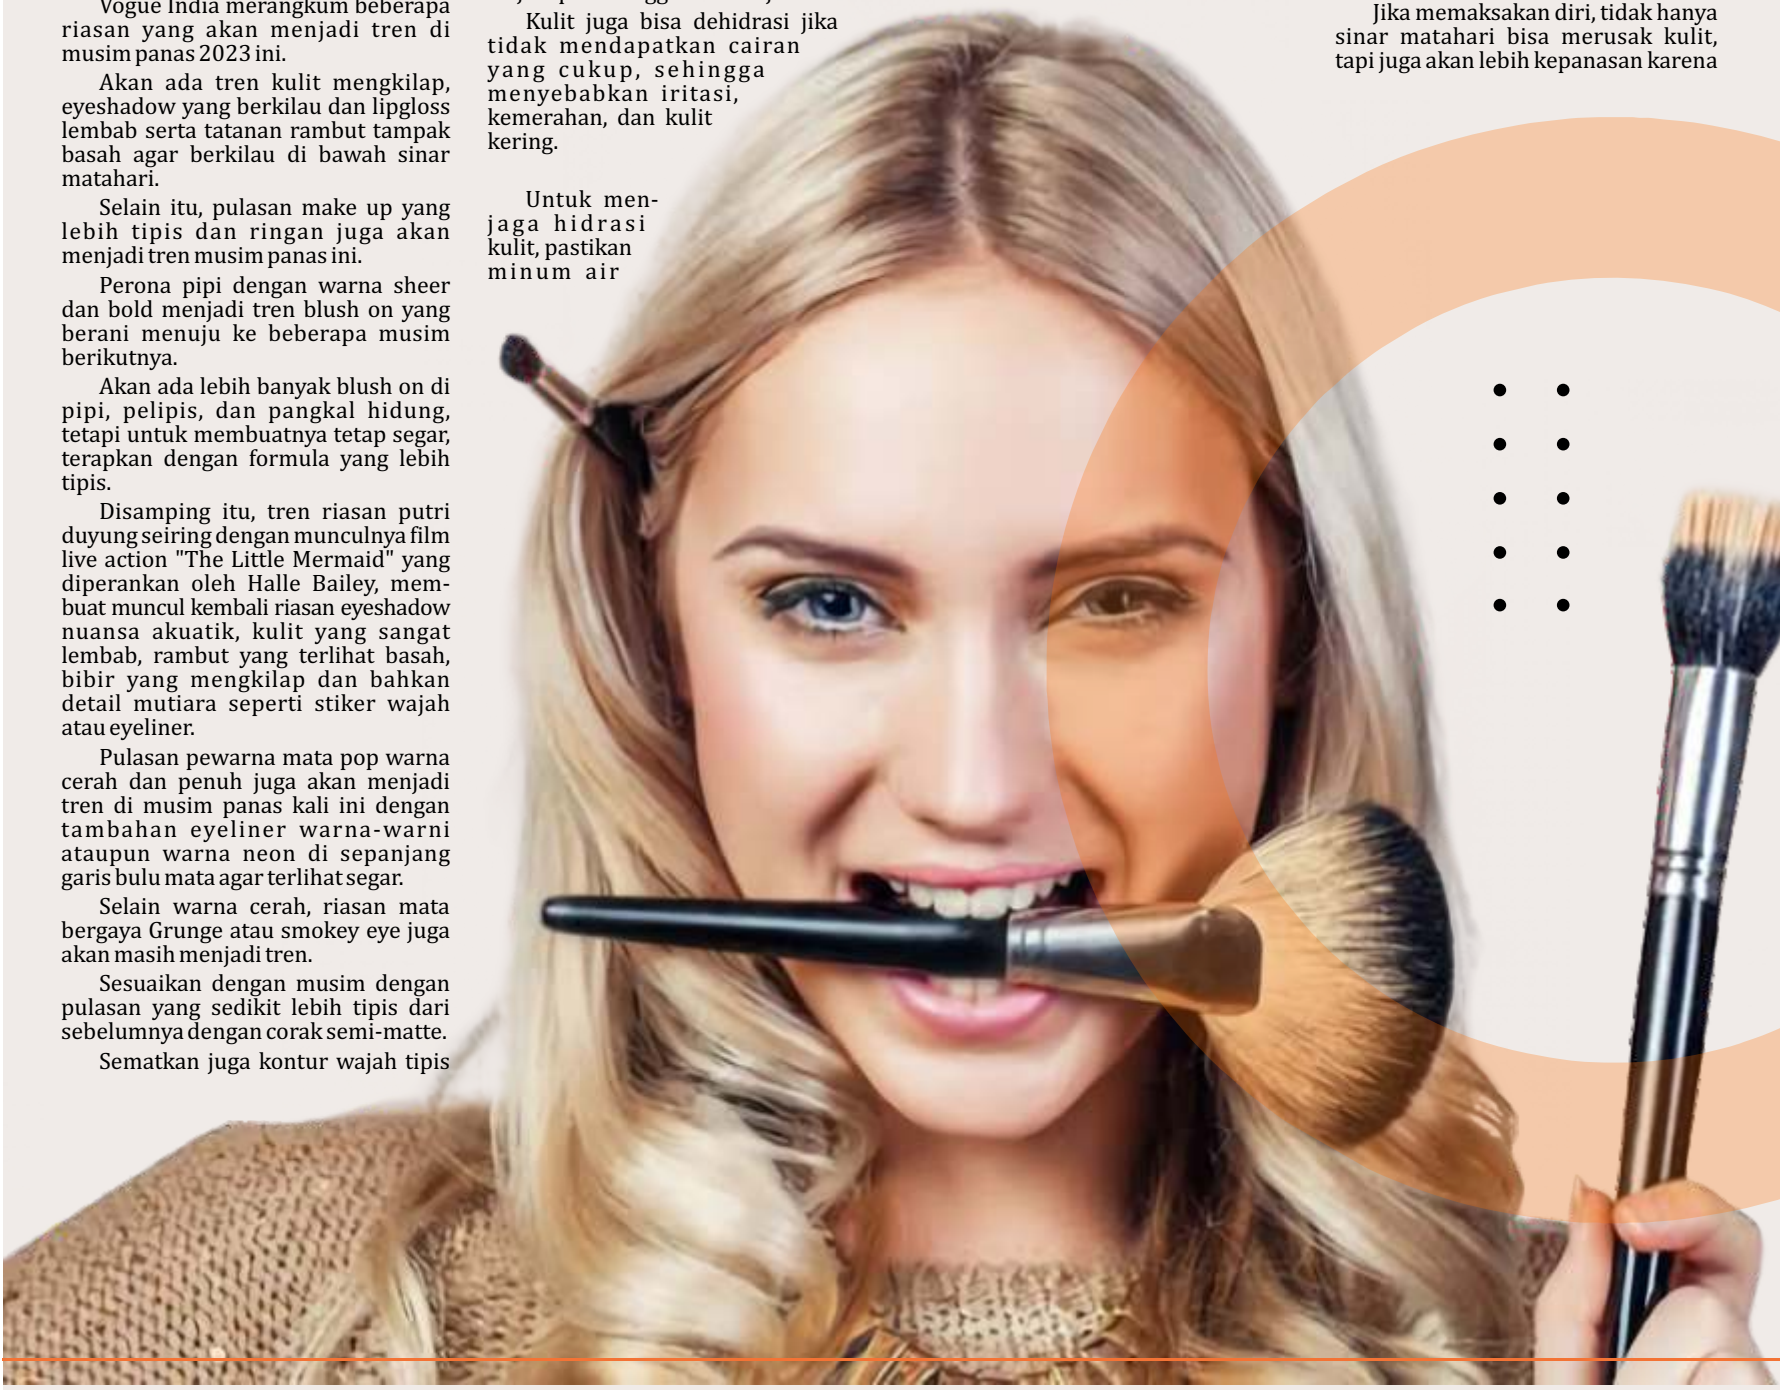 Vogue India merangkum beberapa
riasan yang akan menjadi tren di
musim panas 2023 ini.
Akan ada tren kulit mengkilap,
eyeshadow yang berkilau dan lipgloss
lembab serta tatanan rambut tampak
basah agar berkilau di bawah sinar
matahari.
Selain itu, pulasan make up yang
lebih tipis dan ringan juga akan
menjadi tren musim panas ini.
Perona pipi dengan warna sheer
dan bold menjadi tren blush on yang
berani menuju ke beberapa musim
berikutnya.
Akan ada lebih banyak blush on di
pipi, pelipis, dan pangkal hidung,
tetapi untuk membuatnya tetap segar,
terapkan dengan formula yang lebih
tipis.
Disamping itu, tren riasan putri
duyung seiring dengan munculnya film
live action "The Little Mermaid" yang
diperankan oleh Halle Bailey, mem-
buat muncul kembali riasan eyeshadow
nuansa akuatik, kulit yang sangat
lembab, rambut yang terlihat basah,
bibir yang mengkilap dan bahkan
detail mutiara seperti stiker wajah
atau eyeliner.
Pulasan pewarna mata pop warna
cerah dan penuh juga akan menjadi
tren di musim panas kali ini dengan
tambahan eyeliner warna-warni
ataupun warna neon di sepanjang
garis bulu mata agar terlihat segar.
Selain warna cerah, riasan mata
bergaya Grunge atau smokey eye juga
akan masih menjadi tren.
Sesuaikan dengan musim dengan
pulasan yang sedikit lebih tipis dari
sebelumnya dengan corak semi-matte.
Sematkan juga kontur wajah tipis
Kulit juga bisa dehidrasi jika
tidak mendapatkan cairan
yang cukup, sehingga
menyebabkan iritasi,
kemerahan, dan kulit
kering.
Untuk men-
jaga hidrasi
kulit, pastikan
minum air
Jika memaksakan diri, tidak hanya
sinar matahari bisa merusak kulit,
tapi juga akan lebih kepanasan karena